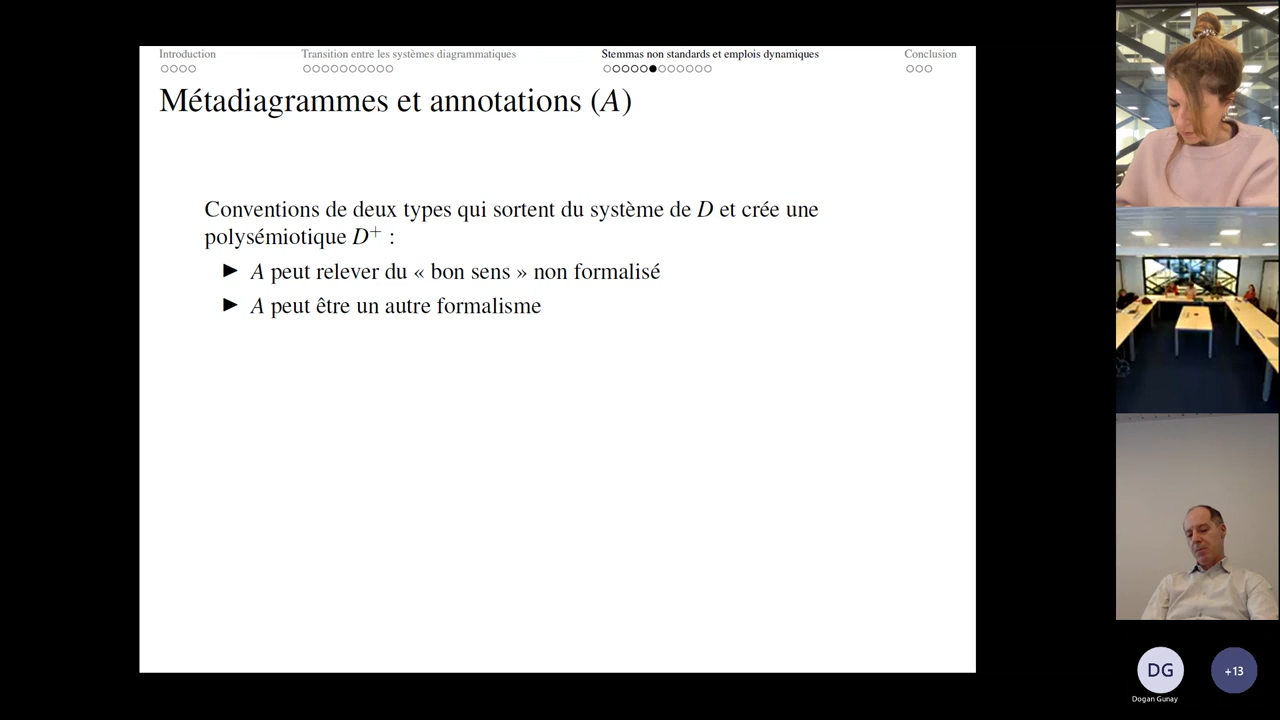 Introduction
Transition entre les systèmes diagrammatiques
Stemmas non standards et emplois dynamiques
Conclusion
Métadiagrammes et annotations (A)
Conventions de deux types qui sortent du système de D et crée une
polysémiotique D⁺ :
► A peut relever du « bon sens » non formalisé
► A peut être un autre formalisme
DG
+13
Dogan Gunay